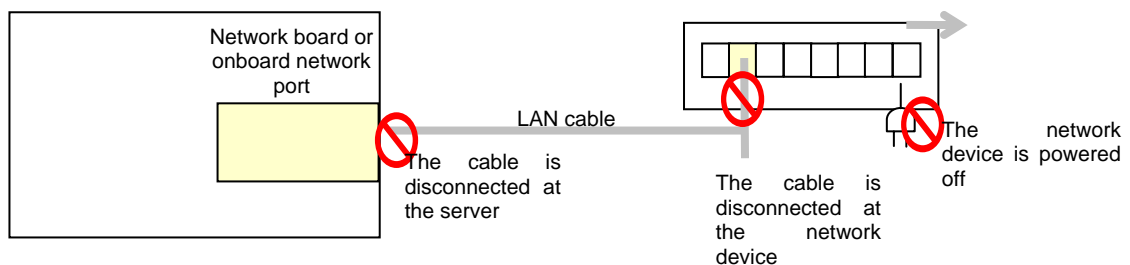 Network board or
onboard network
port
LAN cable
The cable is
disconnected at
the server
The cable is
disconnected at
the network
device
The network
device is powered
off